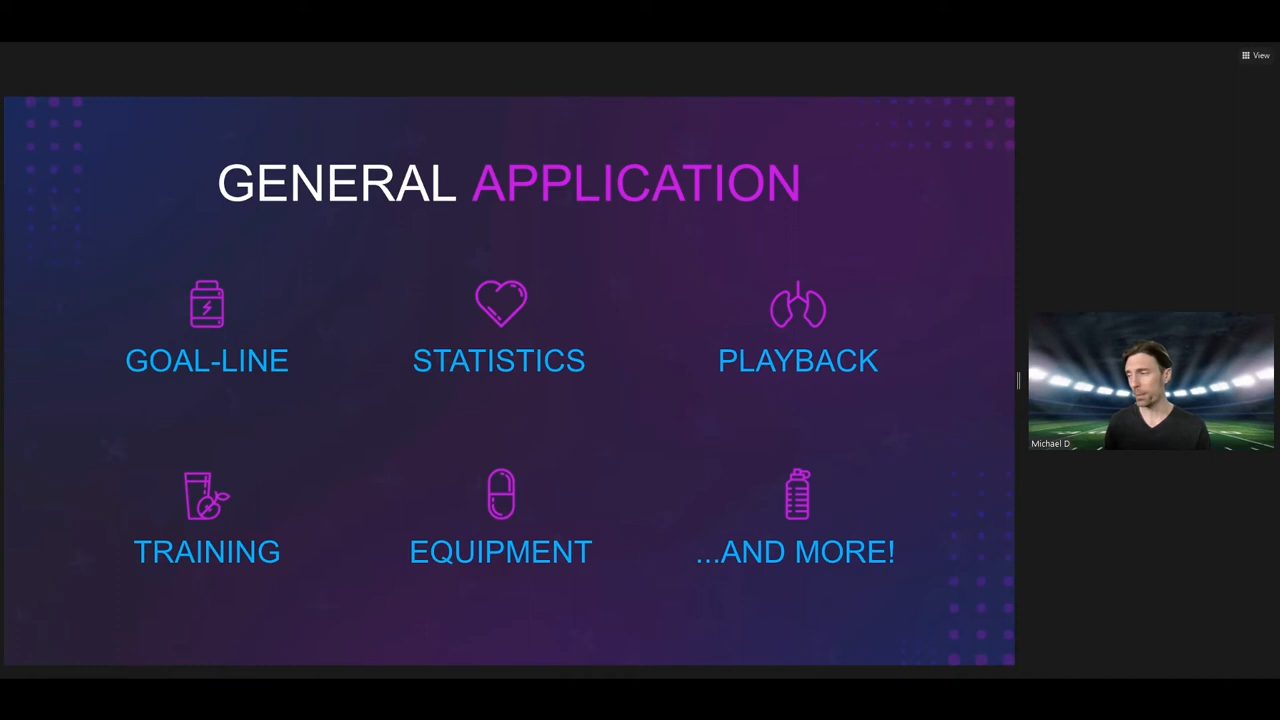 View
GENERAL APPLICATION
GOAL-LINE
STATISTICS
PLAYBACK
TRAINING
EQUIPMENT
...AND MORE!
Michael D